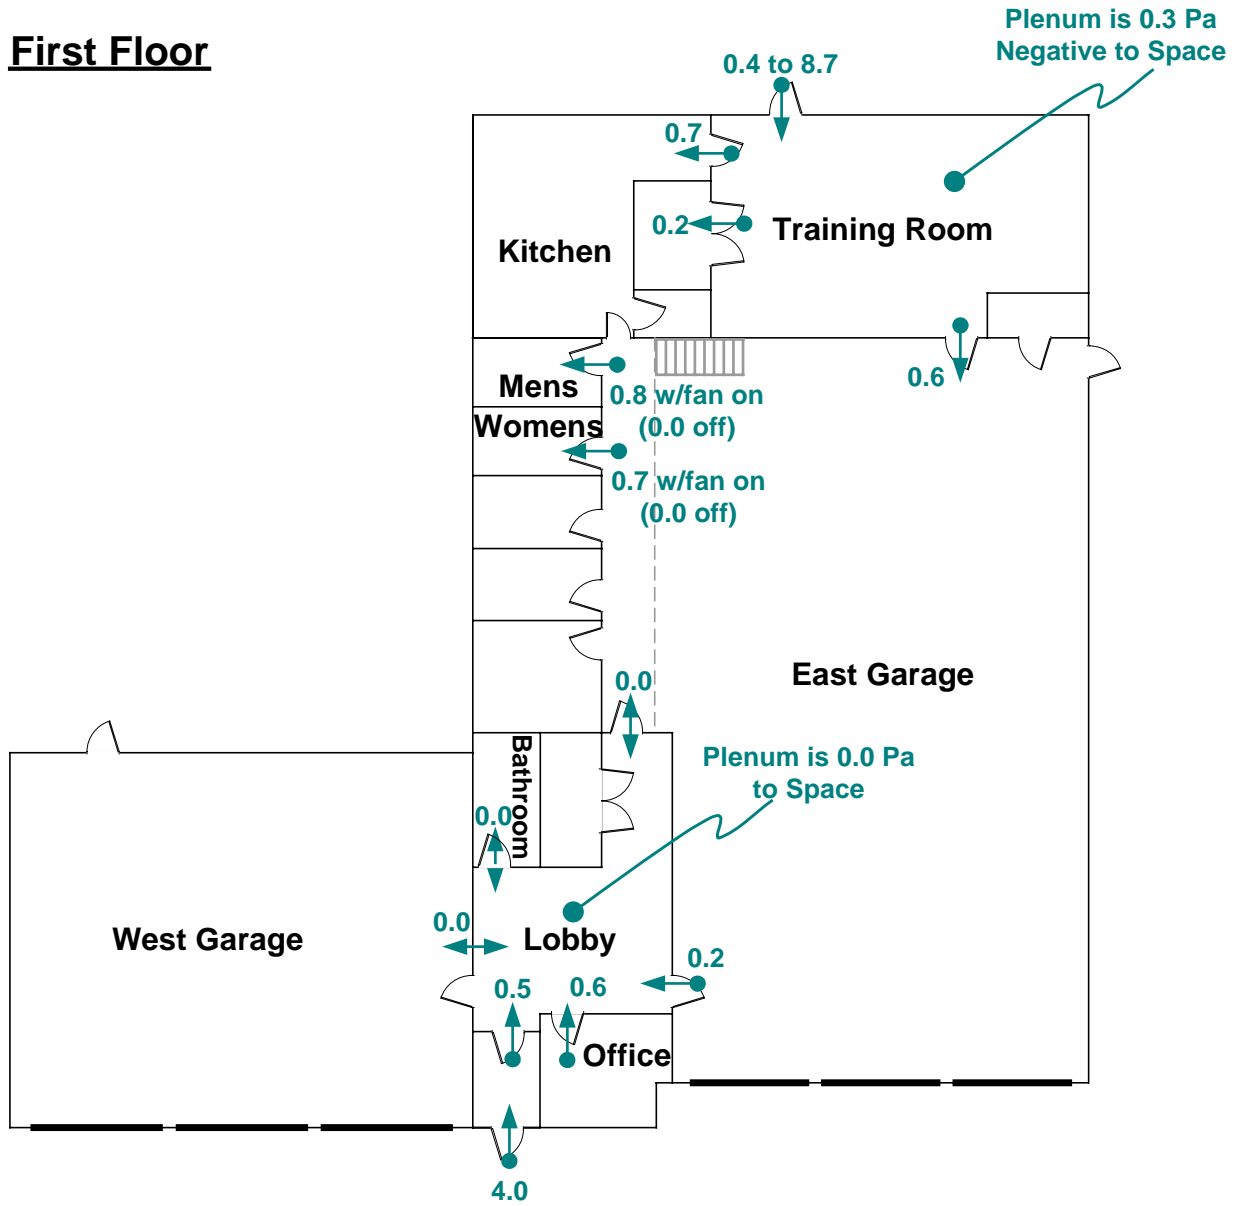 First Floor
Plenum is 0.3 Pa
Negative to Space
0.4 to 8.7
0.7
0.2
Training Room
Kitchen
0.6
Mens
0.8 w/fan on
(0.0 off)
Womens
0.7 w/fan on
(0.0 off)
East Garage
0.0
Bathroom
Plenum is 0.0 Pa
to Space
0.0
West Garage
0.0
Lobby
0.2
0.5
0.6
Office
4.0